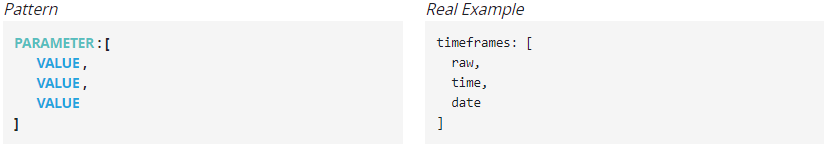 Pattern
PARAMETER:[
VALUE,
VALUE,
VALUE
]
Real Example
timeframes: [
raw,
time,
date
]